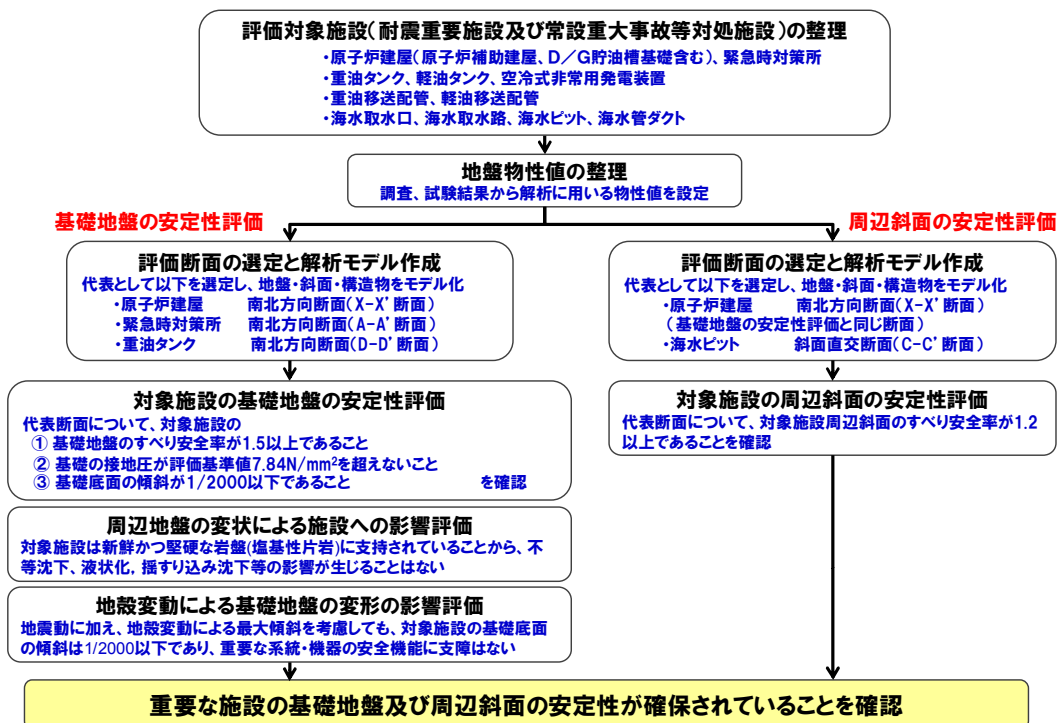 評価対象施設(耐震重要施設及び常設重大事故等対処施設)の整理
・原子炉建屋(原子炉補助建屋、D/G貯油槽基礎含む)、緊急時対策所
・重油タンク、軽油タンク、空冷式非常用発電装置
・重油移送配管、軽油移送配管
・海水取水口、海水取水路、海水ピット、海水管ダクト
地盤物性値の整理
調査、試験結果から解析に用いる物性値を設定
基礎地盤の安定性評価
評価断面の選定と解析モデル作成
代表として以下を選定し、地盤・斜面・構造物をモデル化
・原子炉建屋 南北方向断面(X-X'断面)
・緊急時対策所 南北方向断面(A-A'断面)
・重油タンク 南北方向断面(D-D'断面)
対象施設の基礎地盤の安定性評価
代表断面について、対象施設の
① 基礎地盤のすべり安全率が1.5以上であること
② 基礎の接地圧が評価基準値7.84N/mm²を超えないこと
③ 基礎底面の傾斜が1/2000以下であること を確認
周辺地盤の変状による施設への影響評価
対象施設は新鮮かつ堅硬な岩盤(塩基性片岩)に支持されていることから、不
等沈下、液状化，揺すり込み沈下等の影響が生じることはない
地殻変動による基礎地盤の変形の影響評価
地震動に加え、地殻変動による最大傾斜を考慮しても、対象施設の基礎底面
の傾斜は1/2000以下であり、重要な系統・機器の安全機能に支障はない
周辺斜面の安定性評価
評価断面の選定と解析モデル作成
代表として以下を選定し、地盤・斜面・構造物をモデル化
・原子炉建屋 南北方向断面(X-X'断面)
(基礎地盤の安定性評価と同じ断面)
・海水ピット 斜面直交断面(C-C'断面)
対象施設の周辺斜面の安定性評価
代表断面について、対象施設周辺斜面のすべり安全率が1.2
以上であることを確認
重要な施設の基礎地盤及び周辺斜面の安定性が確保されていることを確認